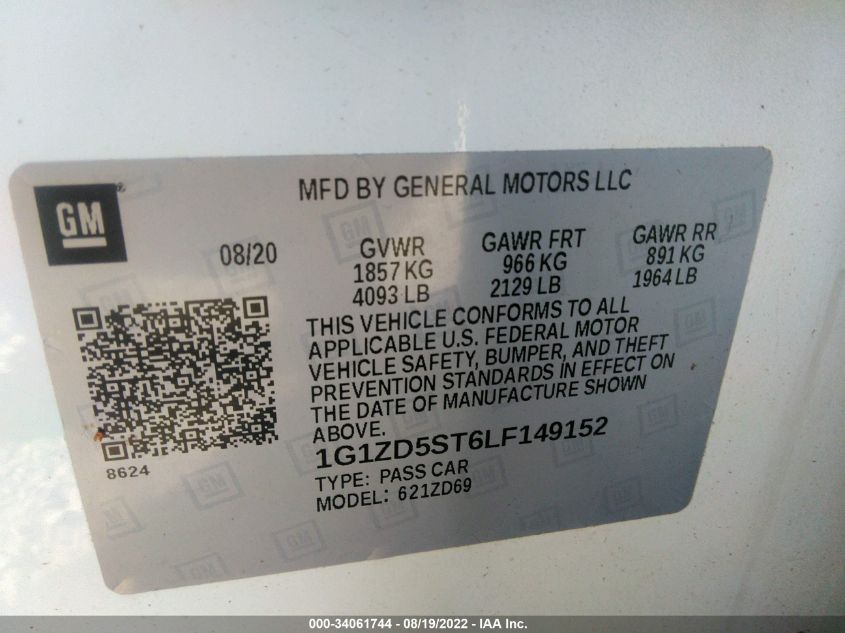 MFD BY GENERAL MOTORS LLC
GM
08/20
GVWR
1857 KG
4093 LB
GAWR FRT
966 KG
2129 LB
GAWR RR
891 KG
1964 LB
THIS VEHICLE CONFORMS TO ALL
APPLICABLE U.S. FEDERAL MOTOR
VEHICLE SAFETY, BUMPER, AND THEFT
PREVENTION STANDARDS IN EFFECT ON
THE DATE OF MANUFACTURE SHOWN
ABOVE.
8624
1G1ZD5ST6LF149152
TYPE: PASS CAR
MODEL: 621ZD69
000-34061744 - 08/19/2022 - IAA Inc.